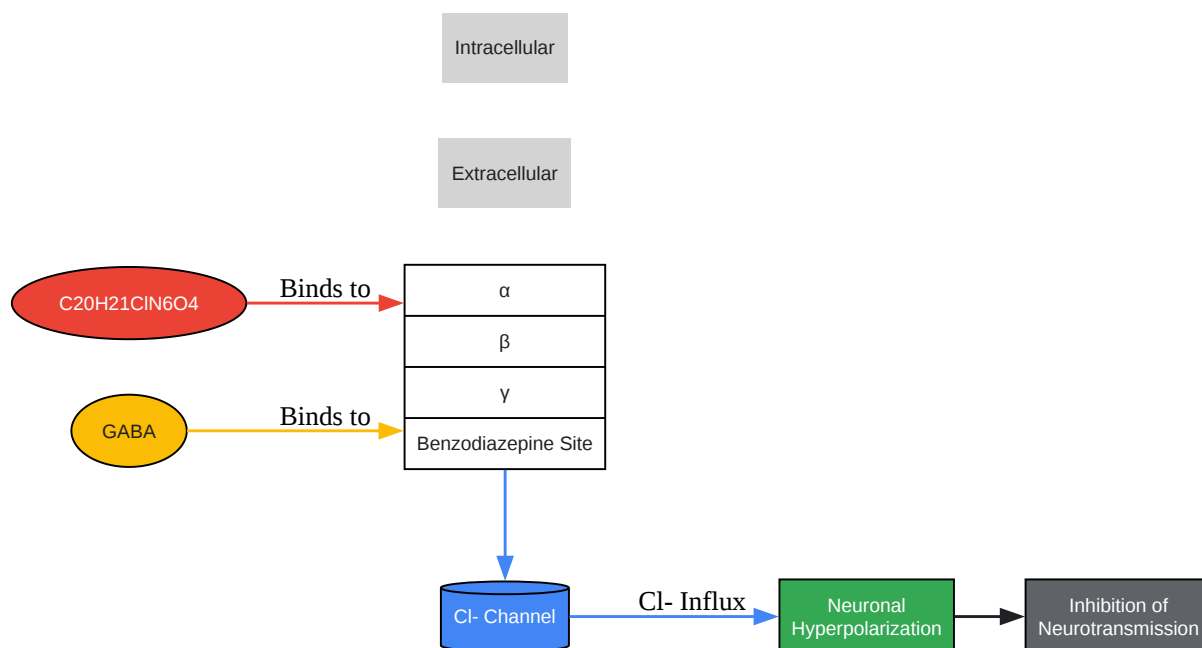 Intracellular
Extracellular
C20H21ClN6O4
Binds to
α
β
γ
GABA
Binds to
Benzodiazepine Site
Cl- Channel
Cl- Influx
Neuronal
Hyperpolarization
Inhibition of
Neurotransmission